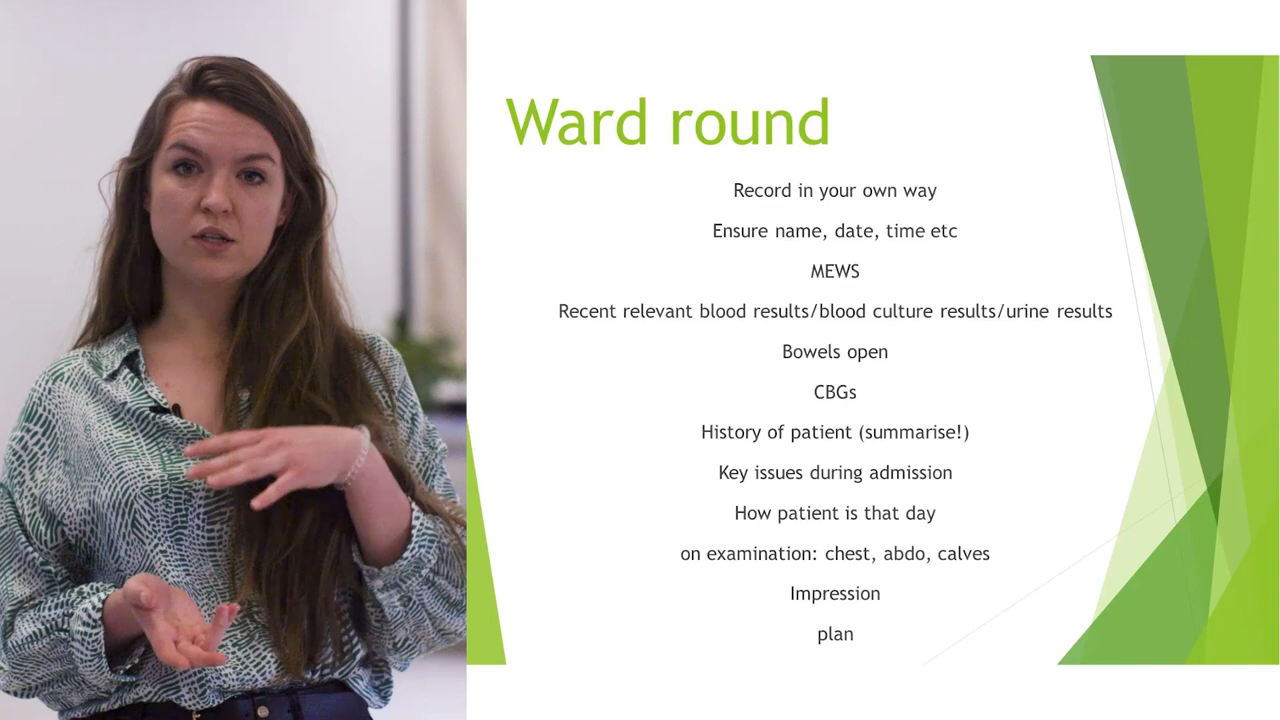 Ward round
Record in your own way
Ensure name, date, time etc
MEWS
Recent relevant blood results/blood culture results/urine results
Bowels open
CBGs
History of patient (summarise!)
Key issues during admission
How patient is that day
on examination: chest, abdo, calves
Impression
plan